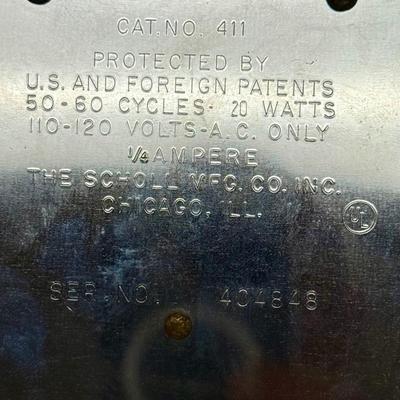 CAT. NO. 411
PROTECTED BY
U.S. AND FOREIGN PATENTS
50-60 CYCLES- 20 WATTS
110-120 VOLTS-A.C. ONLY
1/4 AMPERE
THE SCHOLL MFG. CO. INC.
CHICAGO, ILL.
UL
SER. NO. 404848